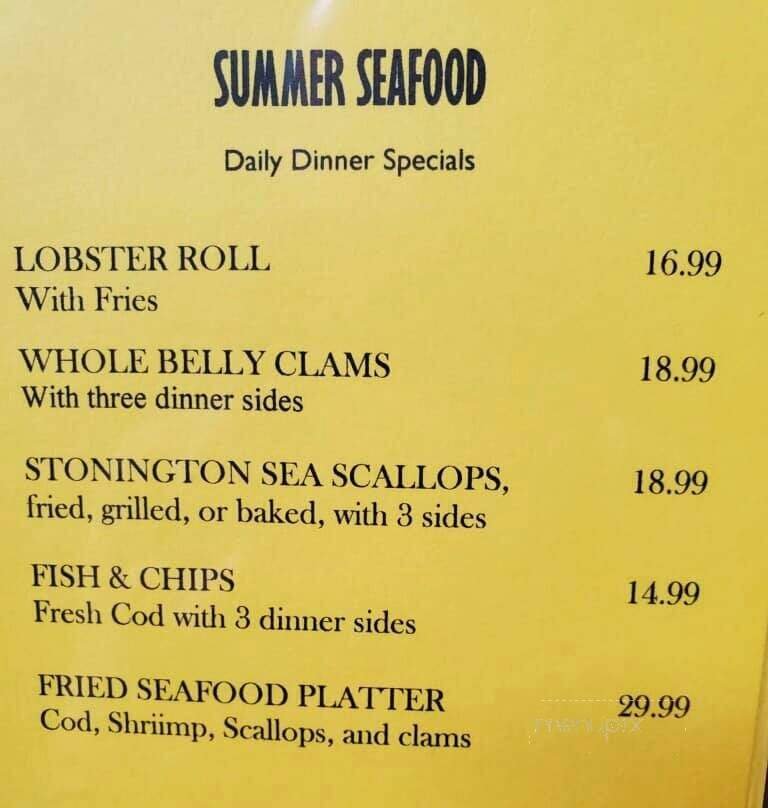 SUMMER SEAFOOD
Daily Dinner Specials
LOBSTER ROLL 16.99
With Fries
WHOLE BELLY CLAMS 18.99
With three dinner sides
STONINGTON SEA SCALLOPS, 18.99
fried, grilled, or baked, with 3 sides
FISH & CHIPS 14.99
Fresh Cod with 3 dinner sides
FRIED SEAFOOD PLATTER 29.99
Cod, Shriimp, Scallops, and clams
menupix